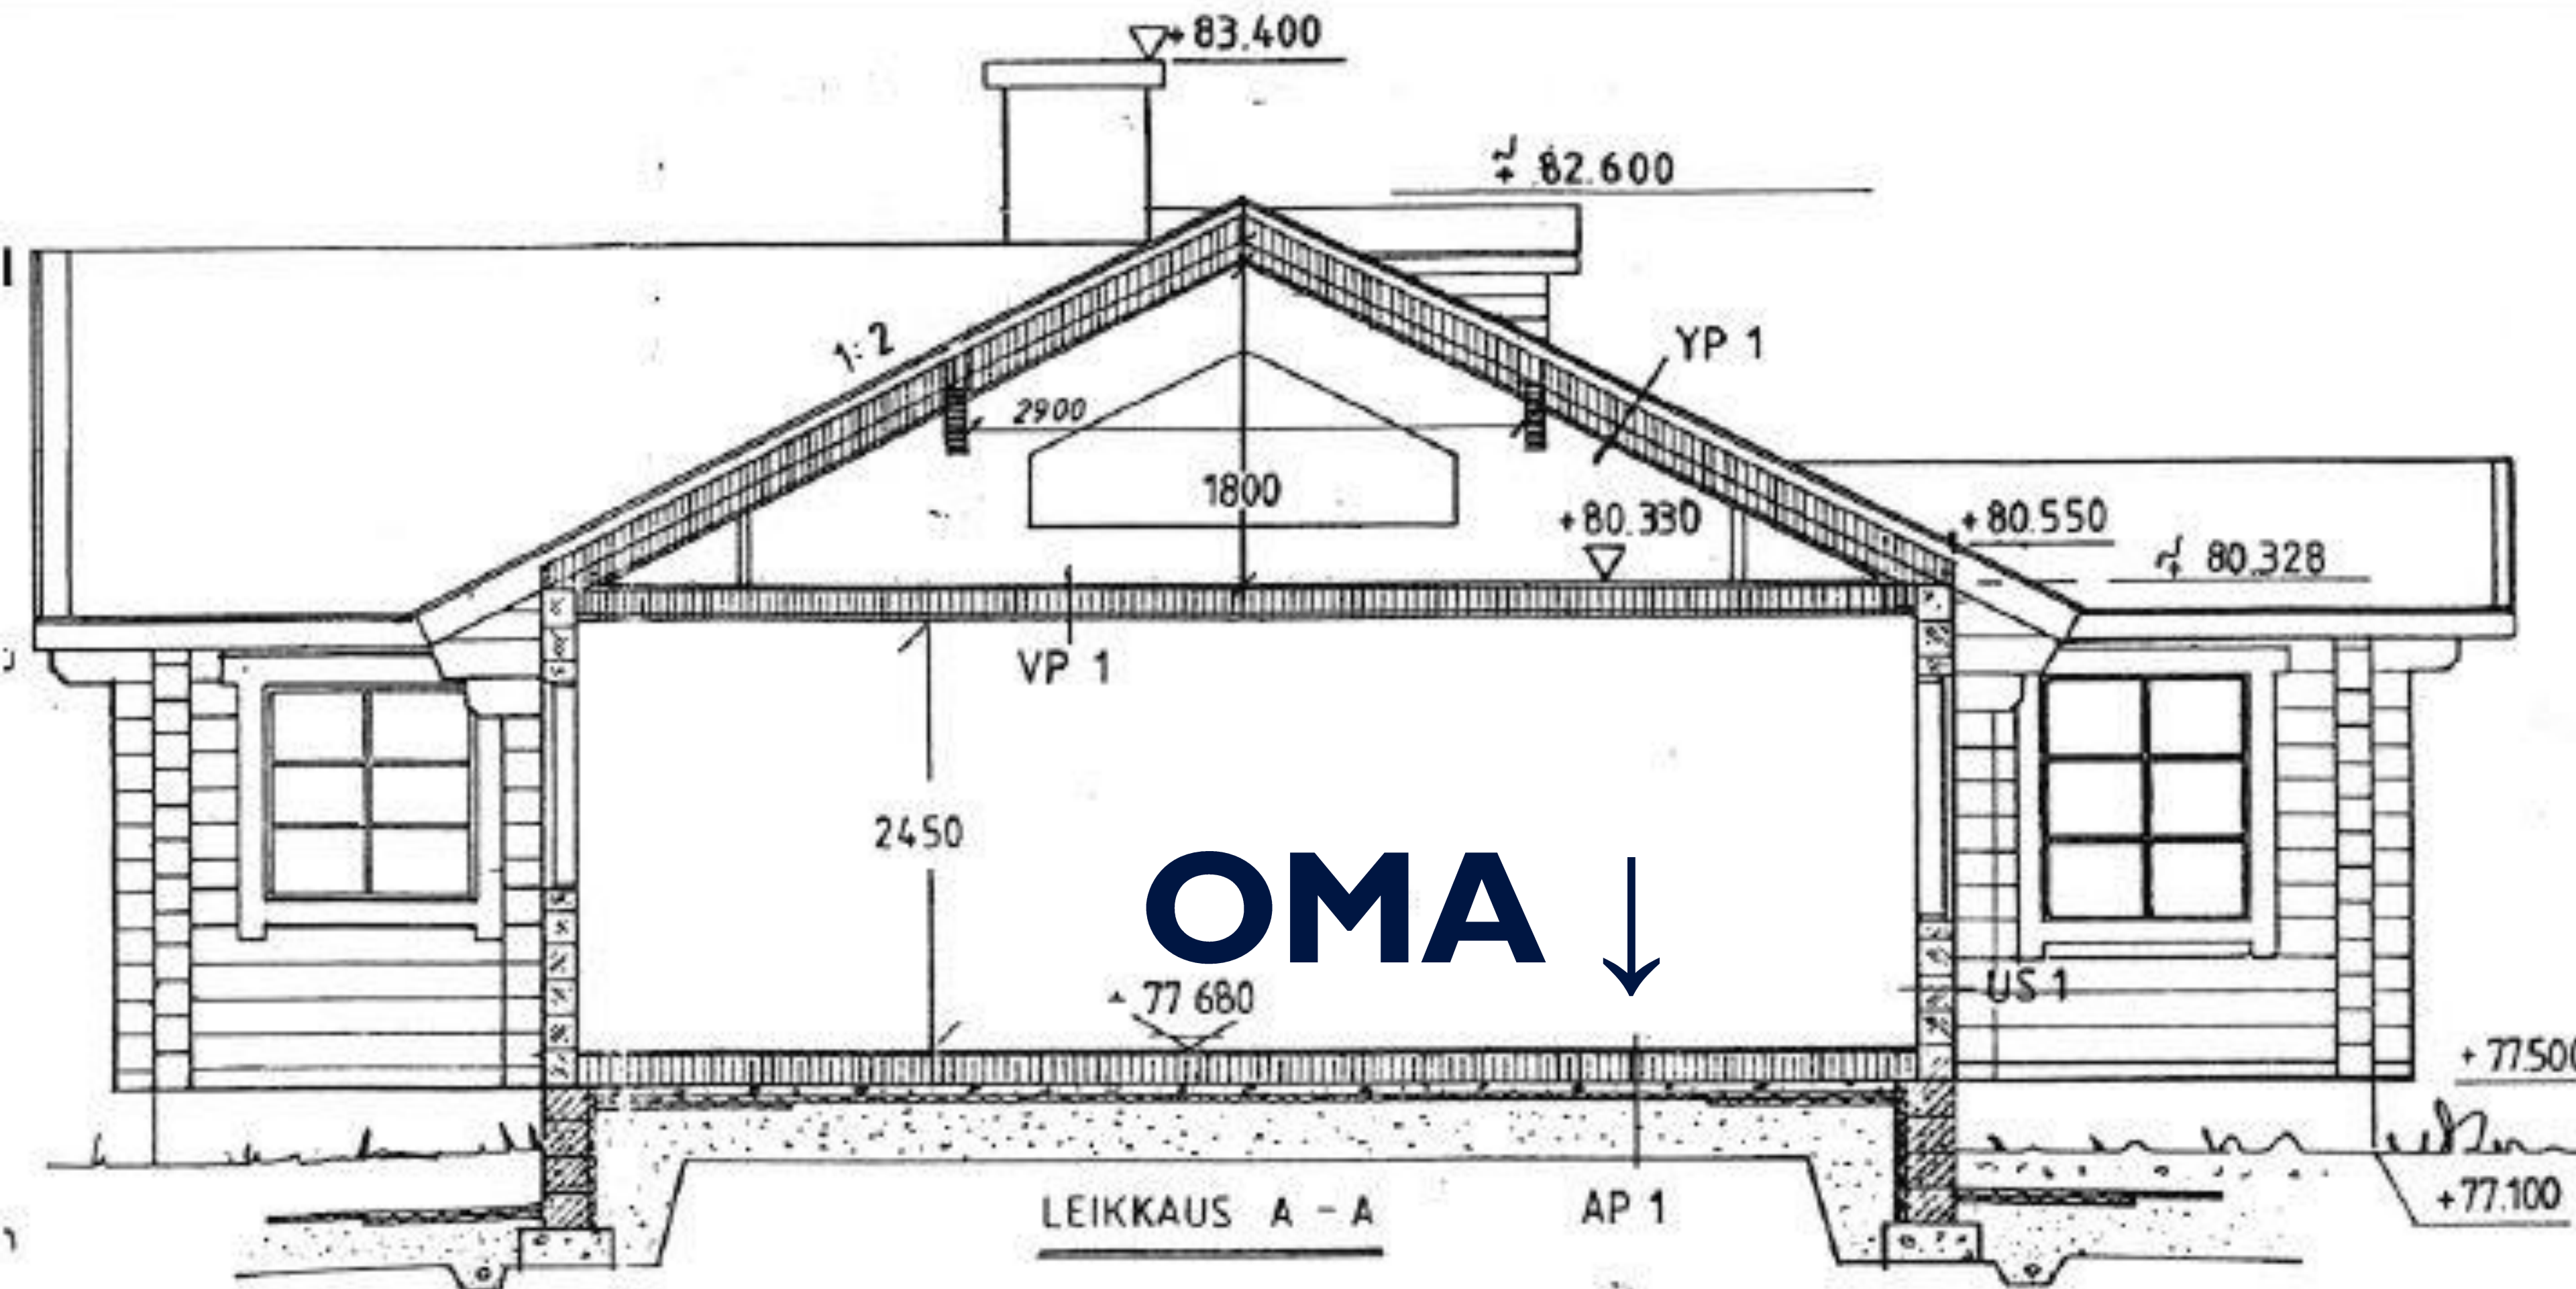 +83.400
+ 82.600
1:2
YP 1
2900
1800
+80.330
+80.550
+ 80.328
VP 1
2450
OMA ↓
77 680
US 1
+77.500
+77.100
LEIKKAUS A - A
AP 1